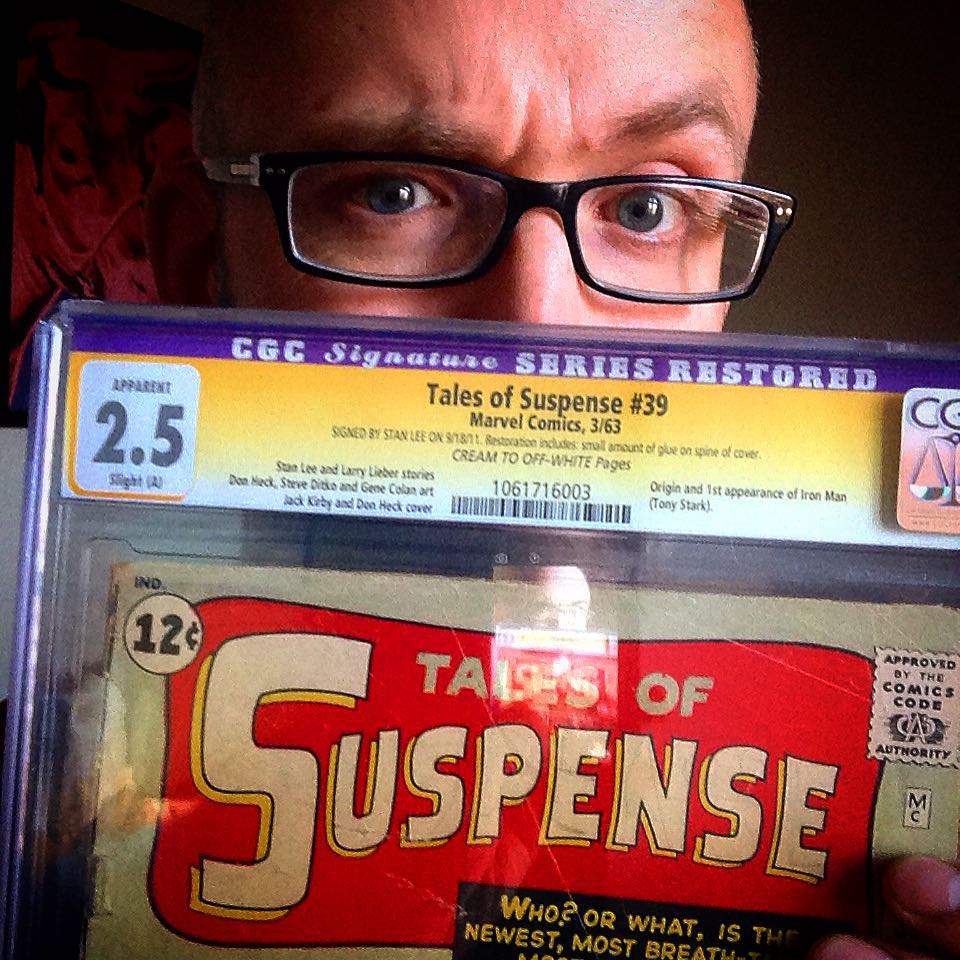 CGC Signature SERIES RESTORED
APPARENT
2.5
Slight (A)
Tales of Suspense #39
Marvel Comics, 3/63
SIGNED BY STAN LEE ON 9/18/11. Restoration includes: small amount of glue on spine of cover.
CREAM TO OFF-WHITE Pages
Stan Lee and Larry Lieber stories
Don Heck, Steve Ditko and Gene Colan art
Jack Kirby and Don Heck cover
1061716003
Origin and 1st appearance of Iron Man
(Tony Stark).
CG
IND.
12¢
TALES OF
SUSPENSE
APPROVED
BY THE
COMICS
CODE
CA
AUTHORITY
MC
WHO? OR WHAT, IS THE
NEWEST, MOST BREATH-T